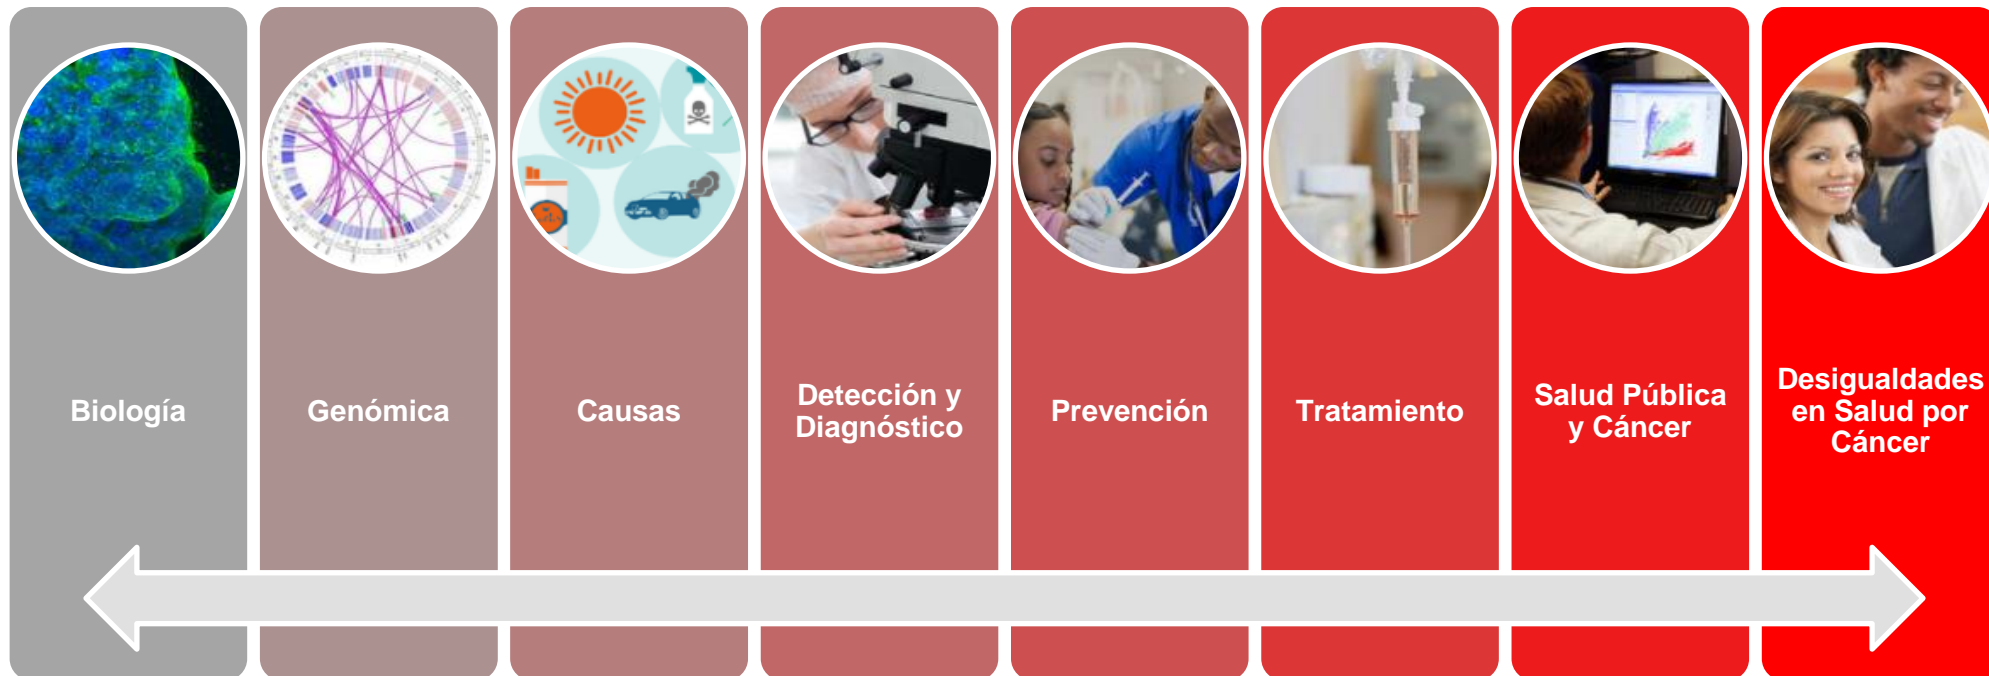 Biología
Genómica
Causas
Detección y
Diagnóstico
Prevención
Tratamiento
Salud Pública
y Cáncer
Desigualdades
en Salud por
Cáncer